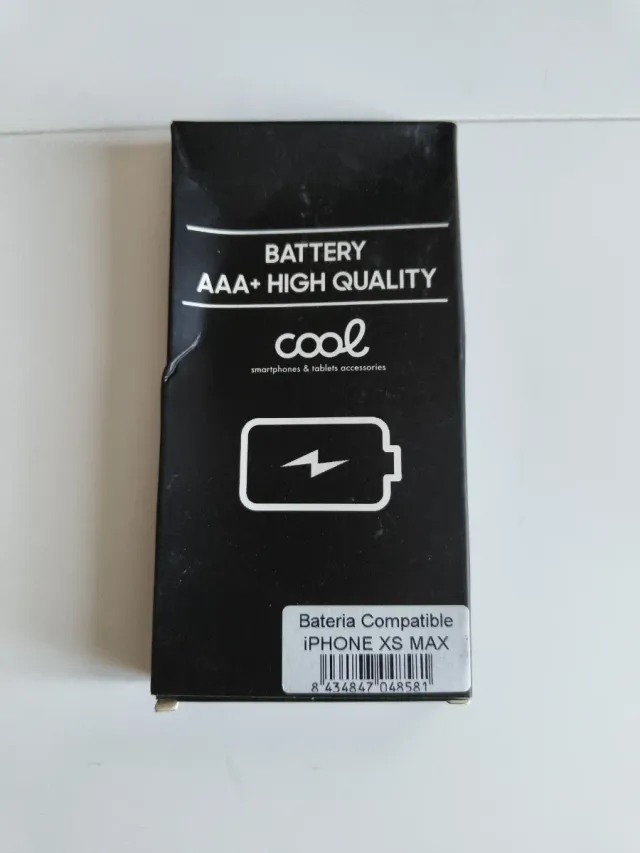 BATTERY
AAA+ HIGH QUALITY
cool
smartphones & tablets accessories
Bateria Compatible
iPHONE XS MAX
8 434847 048581